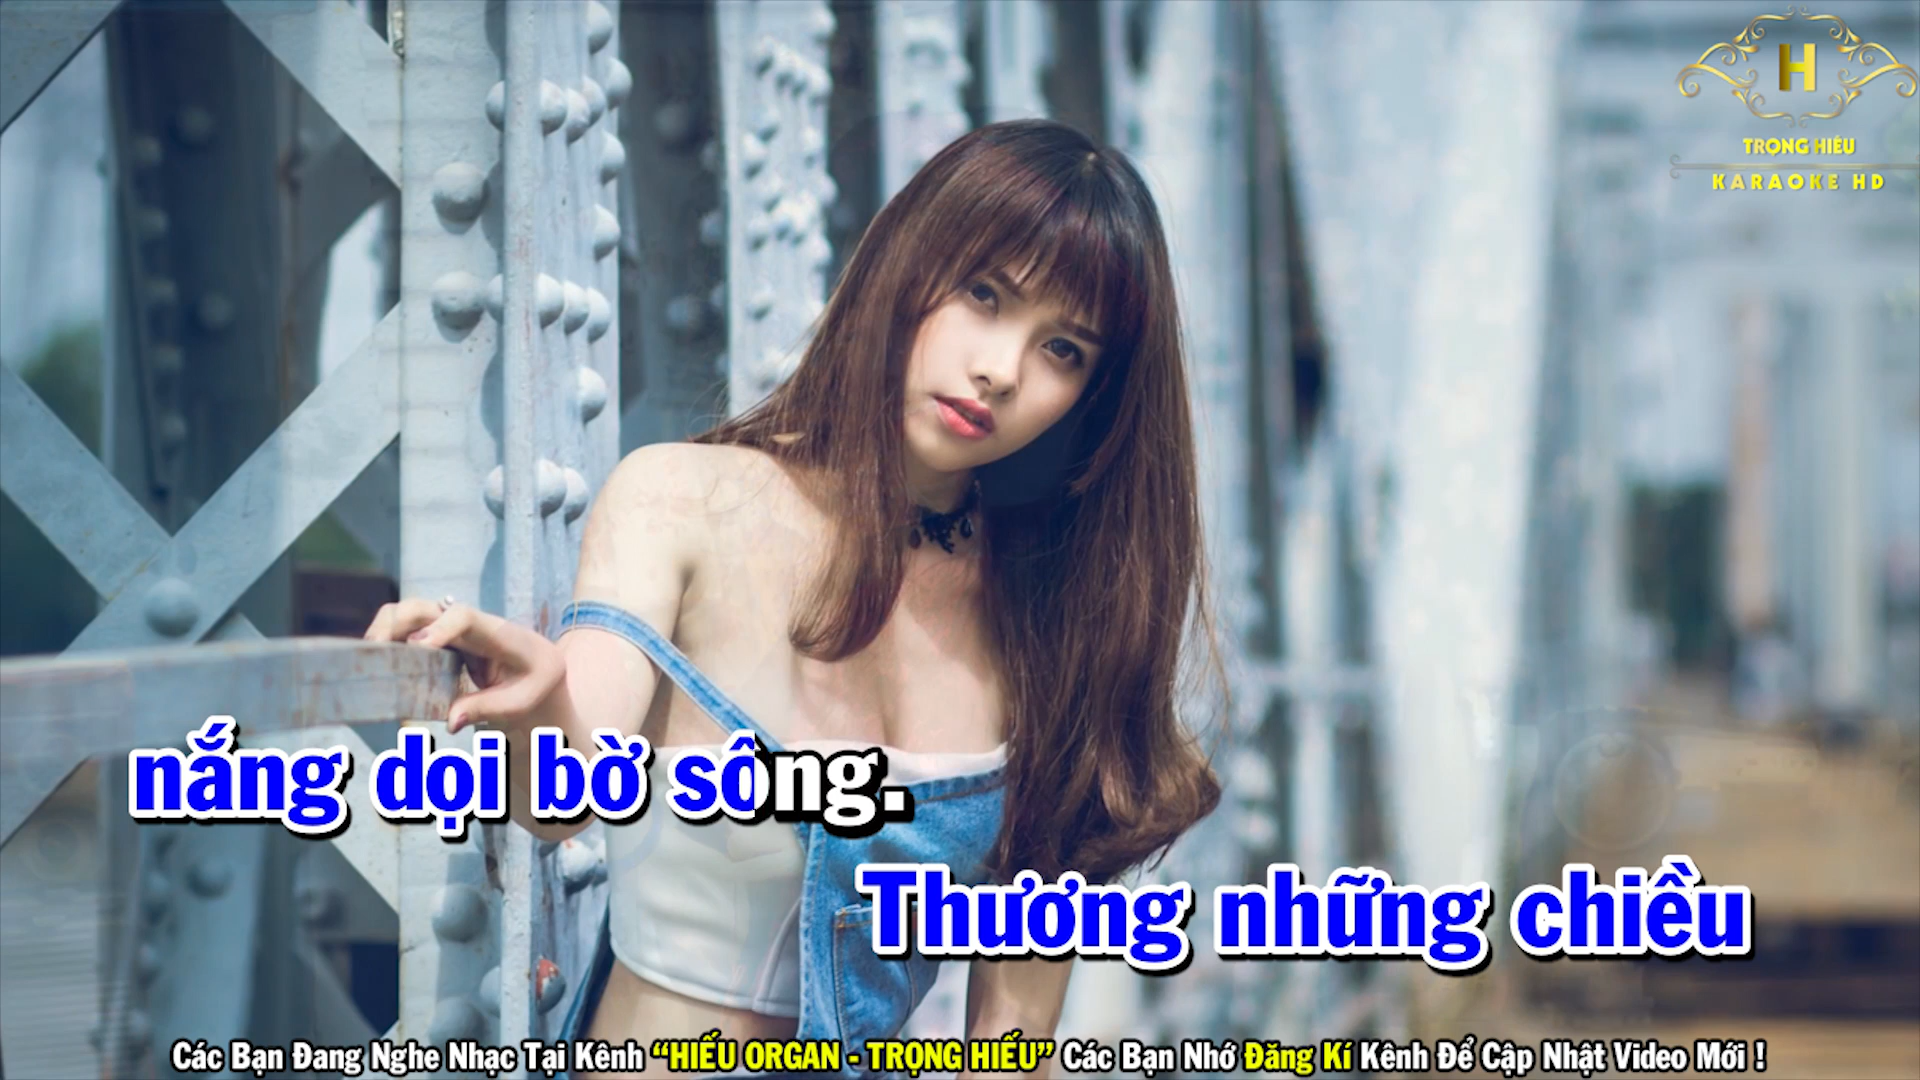 H
TRỌNG HIẾU
KARAOKE HD
nắng dọi bờ sông.
Thương những chiều
Các Bạn Đang Nghe Nhạc Tại Kênh “HIẾU ORGAN - TRỌNG HIẾU” Các Bạn Nhớ Đăng Kí Kênh Để Cập Nhật Video Mới !